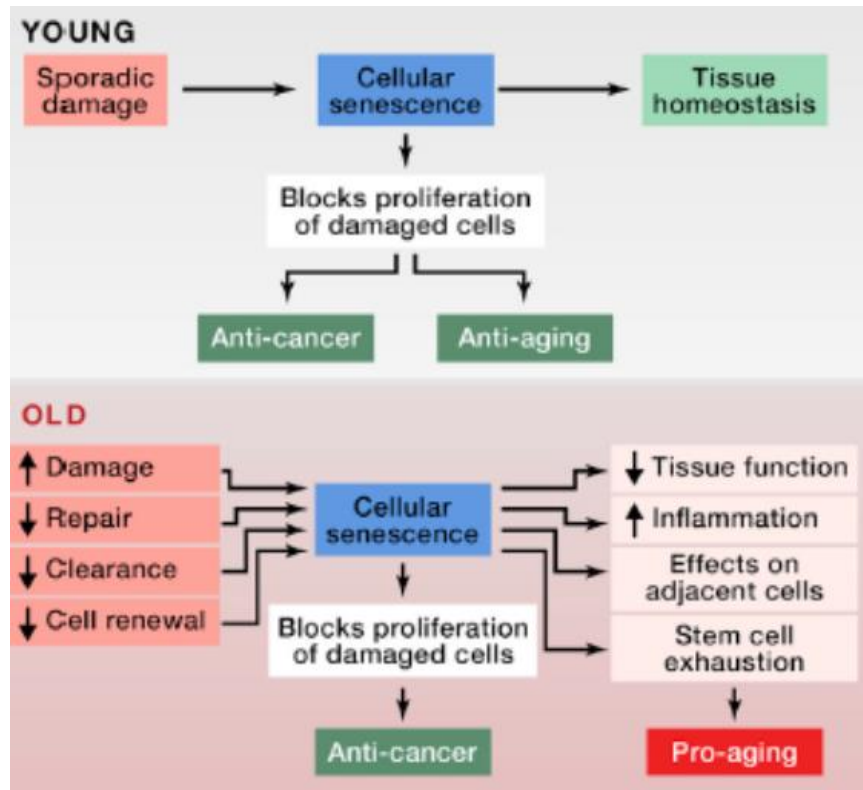 YOUNG
Sporadic
damage
Cellular
senescence
Tissue
homeostasis
Blocks proliferation
of damaged cells
Anti-cancer
Anti-aging
OLD
↑ Damage
↓ Repair
↓ Clearance
↓ Cell renewal
Cellular
senescence
Blocks proliferation
of damaged cells
Anti-cancer
↓ Tissue function
↑ Inflammation
Effects on
adjacent cells
Stem cell
exhaustion
Pro-aging